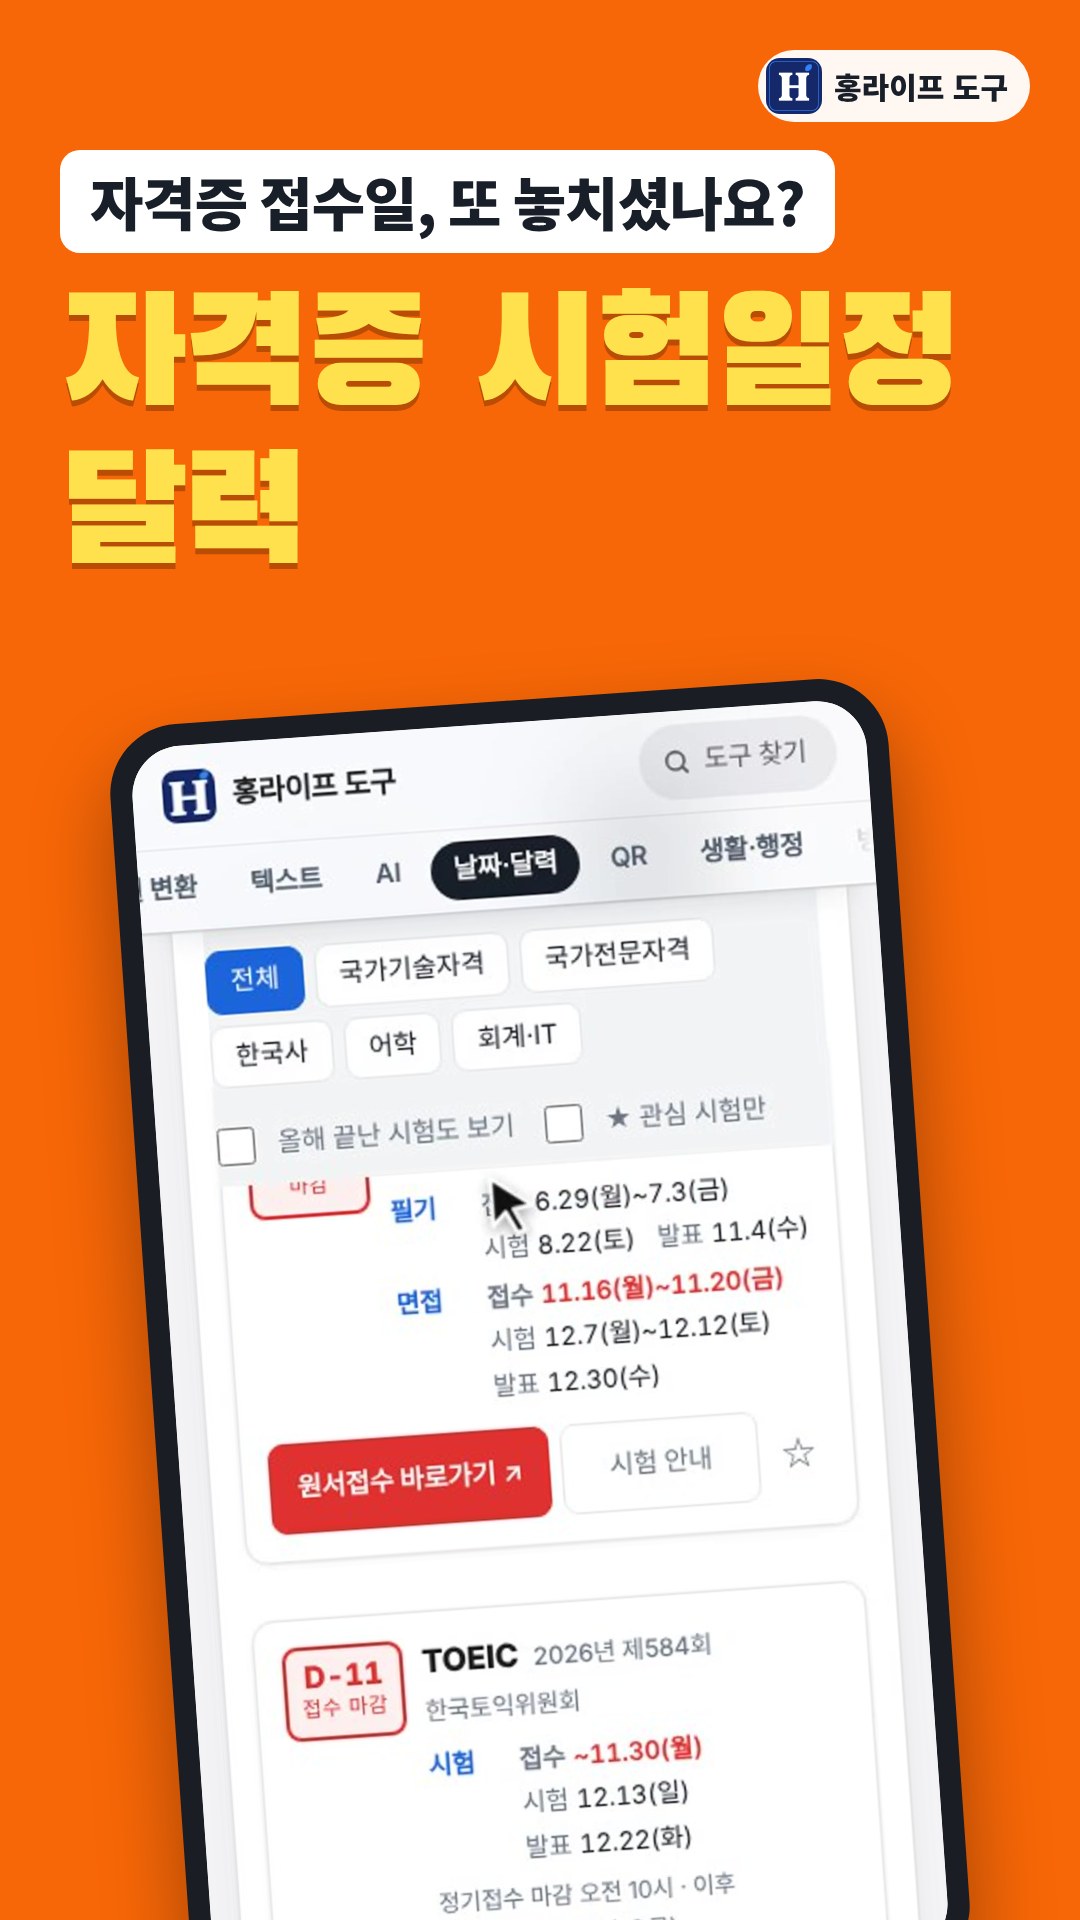 H 홍라이프 도구
자격증 접수일, 또 놓치셨나요?
자격증 시험일정
달력
H 홍라이프 도구
도구 찾기
변환 텍스트 AI 날짜·달력 QR 생활·행정
전체 국가기술자격 국가전문자격
한국사 어학 회계·IT
올해 끝난 시험도 보기 ★ 관심 시험만
마감
필기 6.29(월)~7.3(금)
시험 8.22(토) 발표 11.4(수)
면접 접수 11.16(월)~11.20(금)
시험 12.7(월)~12.12(토)
발표 12.30(수)
원서접수 바로가기 ↗ 시험 안내 ☆
D-11 TOEIC 2026년 제584회
접수 마감 한국토익위원회
시험 접수 ~11.30(월)
시험 12.13(일)
발표 12.22(화)
정기접수 마감 오전 10시 · 이후